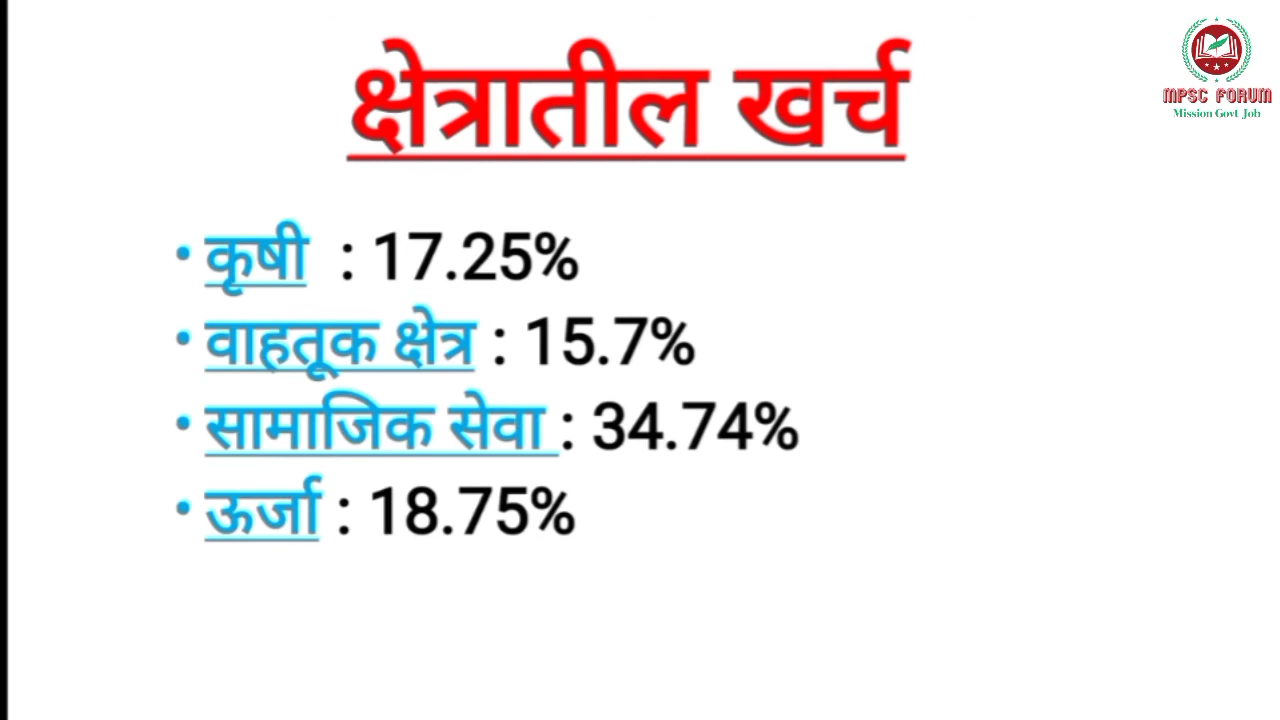 क्षेत्रातील खर्च
MPSC FORUM
Mission Govt Job
• कृषी : 17.25%
• वाहतूक क्षेत्र : 15.7%
• सामाजिक सेवा : 34.74%
• ऊर्जा : 18.75%